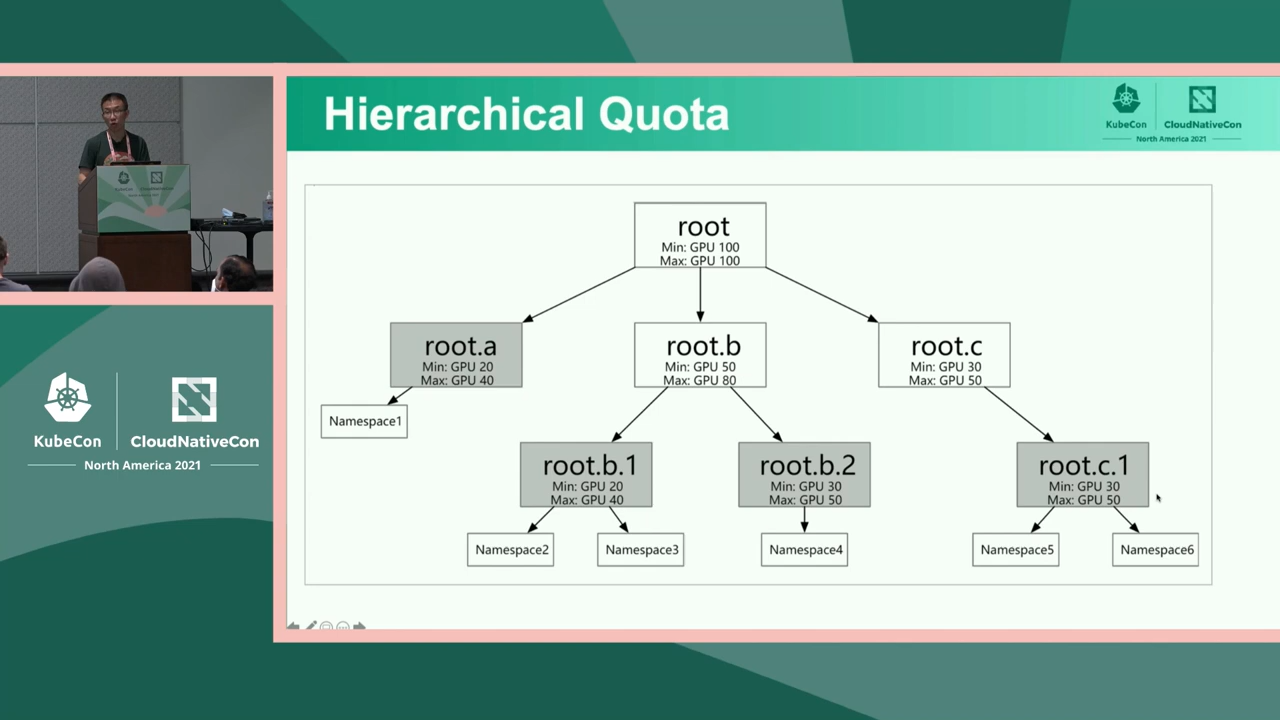 Hierarchical Quota
KubeCon
CloudNativeCon
North America 2021
root
Min: GPU 100
Max: GPU 100
root.a
Min: GPU 20
Max: GPU 40
root.b
Min: GPU 50
Max: GPU 80
root.c
Min: GPU 30
Max: GPU 50
Namespace1
root.b.1
Min: GPU 20
Max: GPU 40
root.b.2
Min: GPU 30
Max: GPU 50
root.c.1
Min: GPU 30
Max: GPU 50
Namespace2
Namespace3
Namespace4
Namespace5
Namespace6
KubeCon
CloudNativeCon
North America 2021